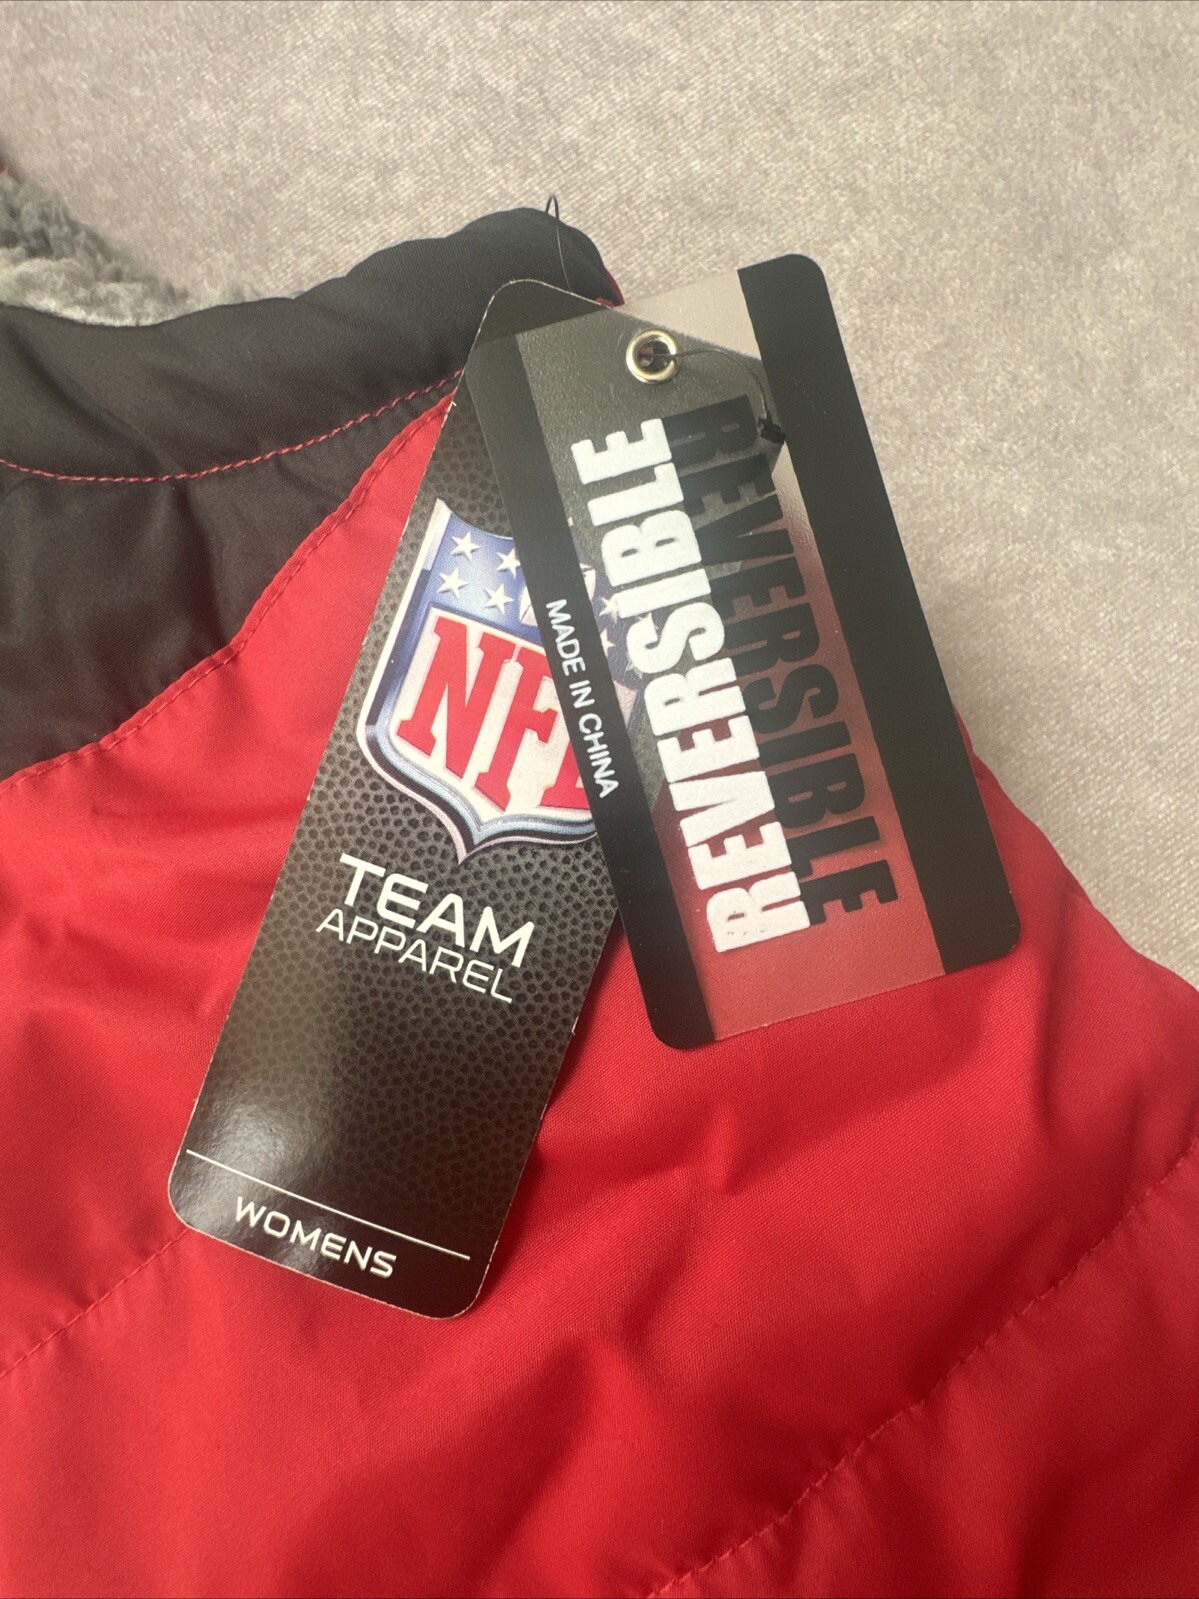 NFL
TEAM
APPAREL
WOMENS
MADE IN CHINA
REVERSIBLE
REVERSIBLE